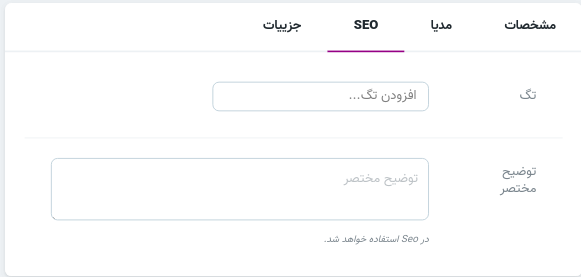 مشخصات
مدیا
SEO
جزییات
تگ
افزودن تگ...
توضیح
مختصر
توضیح مختصر
در Seo استفاده خواهد شد.